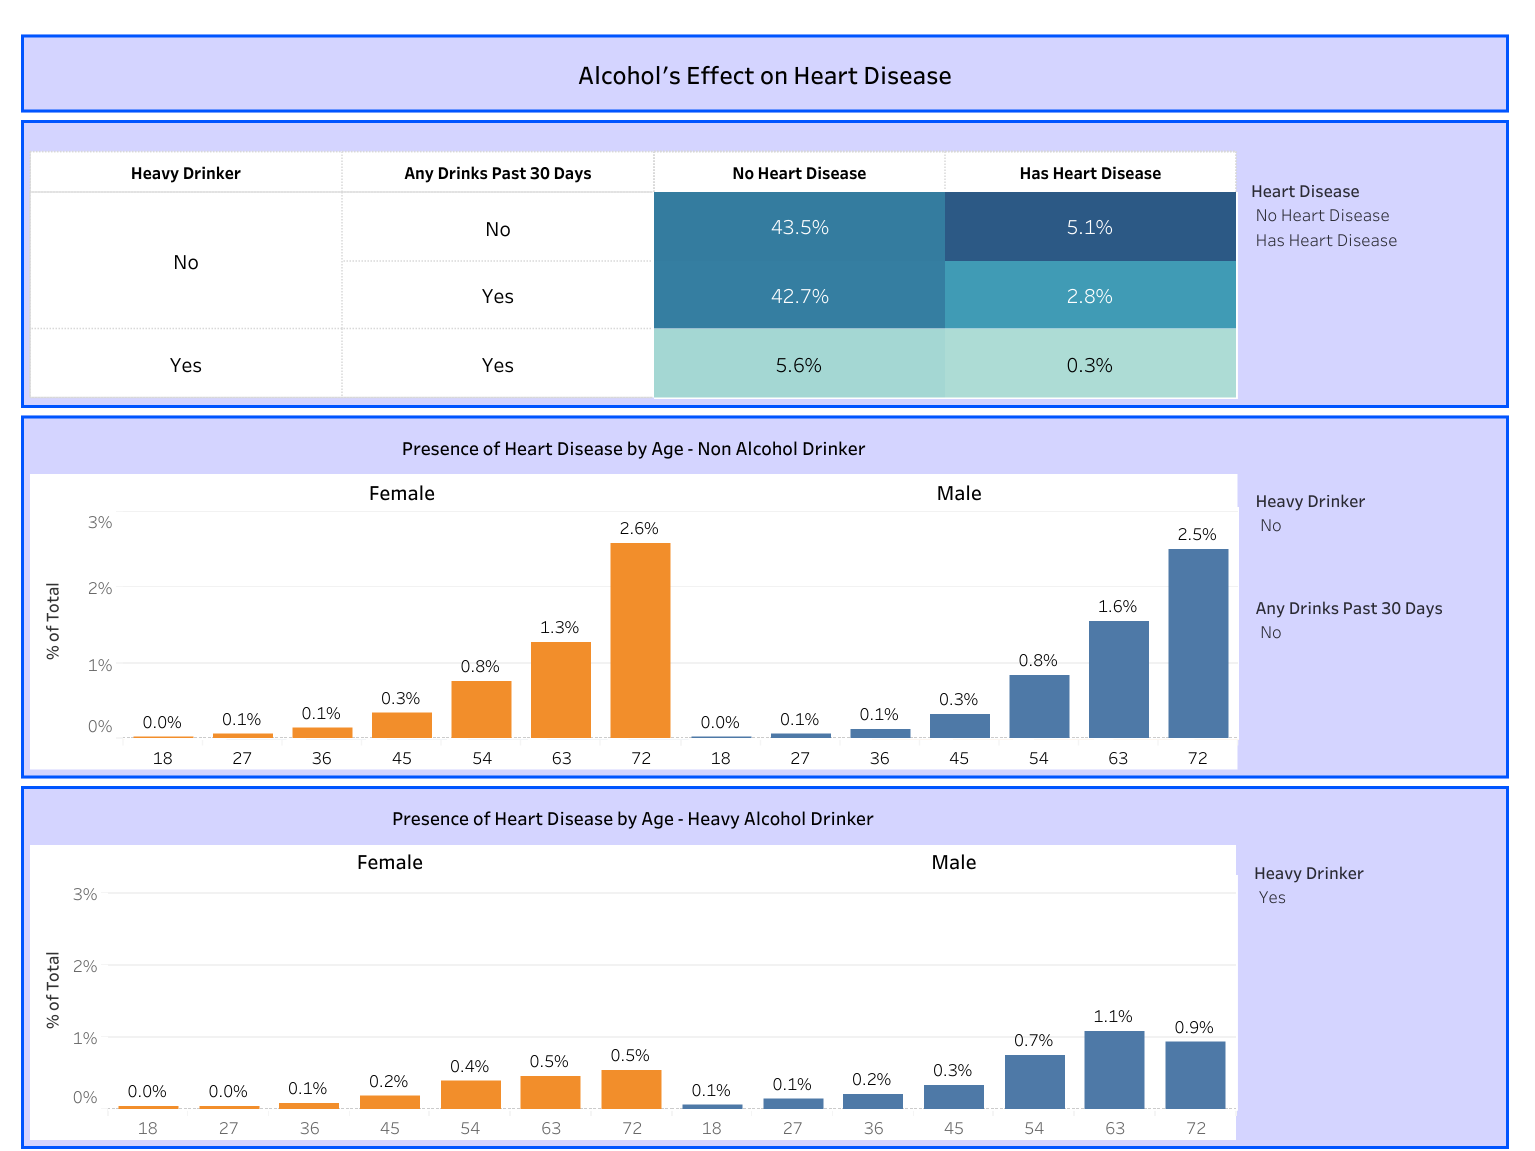 Alcohol’s Effect on Heart Disease
Heavy Drinker Any Drinks Past 30 Days No Heart Disease Has Heart Disease
No No 43.5% 5.1%
Yes 42.7% 2.8%
Yes Yes 5.6% 0.3%
Heart Disease
No Heart Disease
Has Heart Disease
Presence of Heart Disease by Age - Non Alcohol Drinker
Female Male
% of Total
3%
2%
1%
0%
0.0% 0.1% 0.1% 0.3% 0.8% 1.3% 2.6% 0.0% 0.1% 0.1% 0.3% 0.8% 1.6% 2.5%
18 27 36 45 54 63 72 18 27 36 45 54 63 72
Heavy Drinker
No
Any Drinks Past 30 Days
No
Presence of Heart Disease by Age - Heavy Alcohol Drinker
Female Male
% of Total
3%
2%
1%
0%
0.0% 0.0% 0.1% 0.2% 0.4% 0.5% 0.5% 0.1% 0.1% 0.2% 0.3% 0.7% 1.1% 0.9%
18 27 36 45 54 63 72 18 27 36 45 54 63 72
Heavy Drinker
Yes